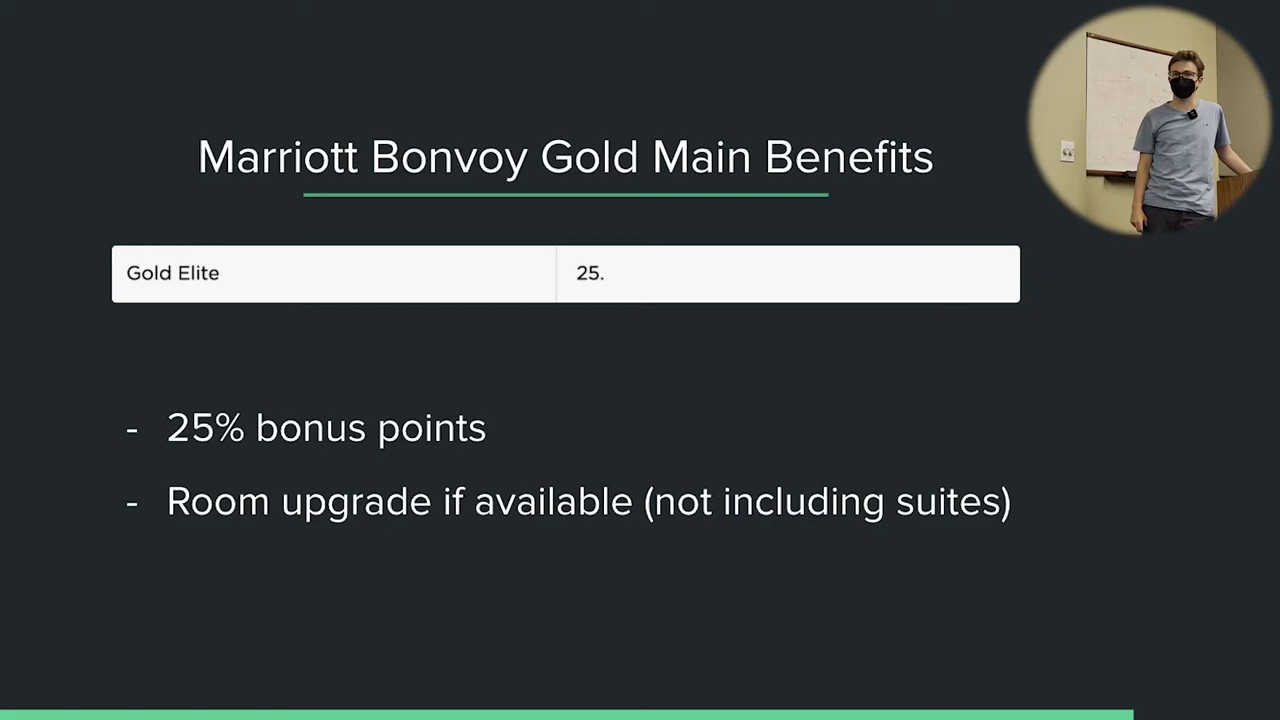 Marriott Bonvoy Gold Main Benefits
Gold Elite 25.
- 25% bonus points
- Room upgrade if available (not including suites)